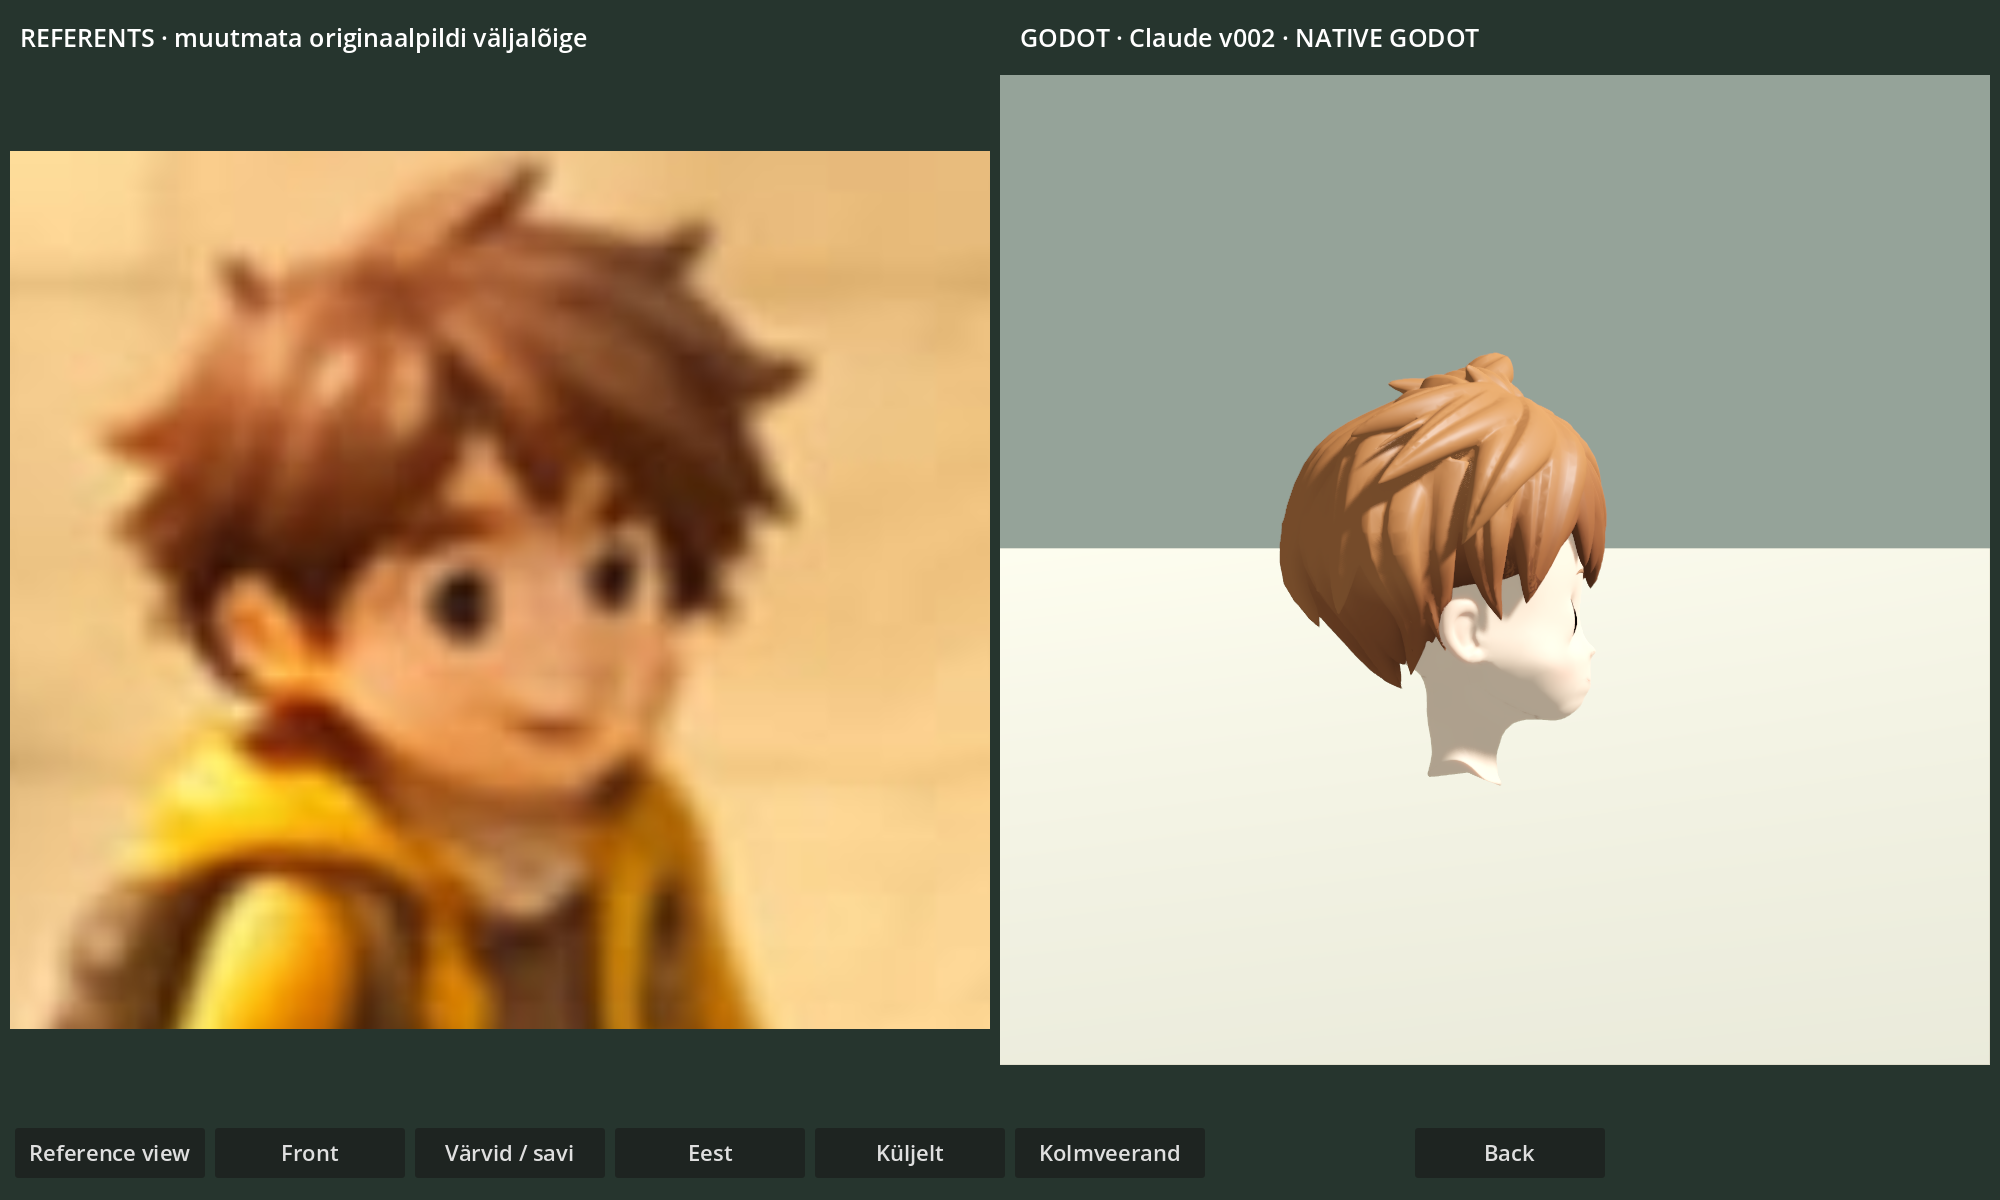 REFERENTS · muutmata originaalpildi väljalõige
GODOT · Claude v002 · NATIVE GODOT
Reference view
Front
Värvid / savi
Eest
Küljelt
Kolmveerand
Back